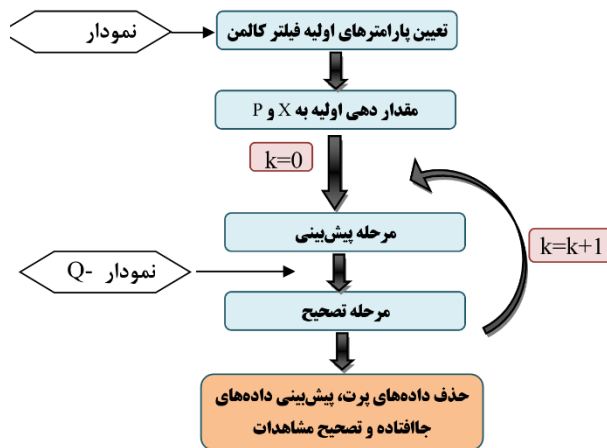 نمودار
تعیین پارامترهای اولیه فیلتر کالمن
مقدار دهی اولیه به X و P
k=0
مرحله پیش‌بینی
k=k+1
نمودار Q-
مرحله تصحیح
حذف داده‌های پرت، پیش‌بینی داده‌های
جاافتاده و تصحیح مشاهدات